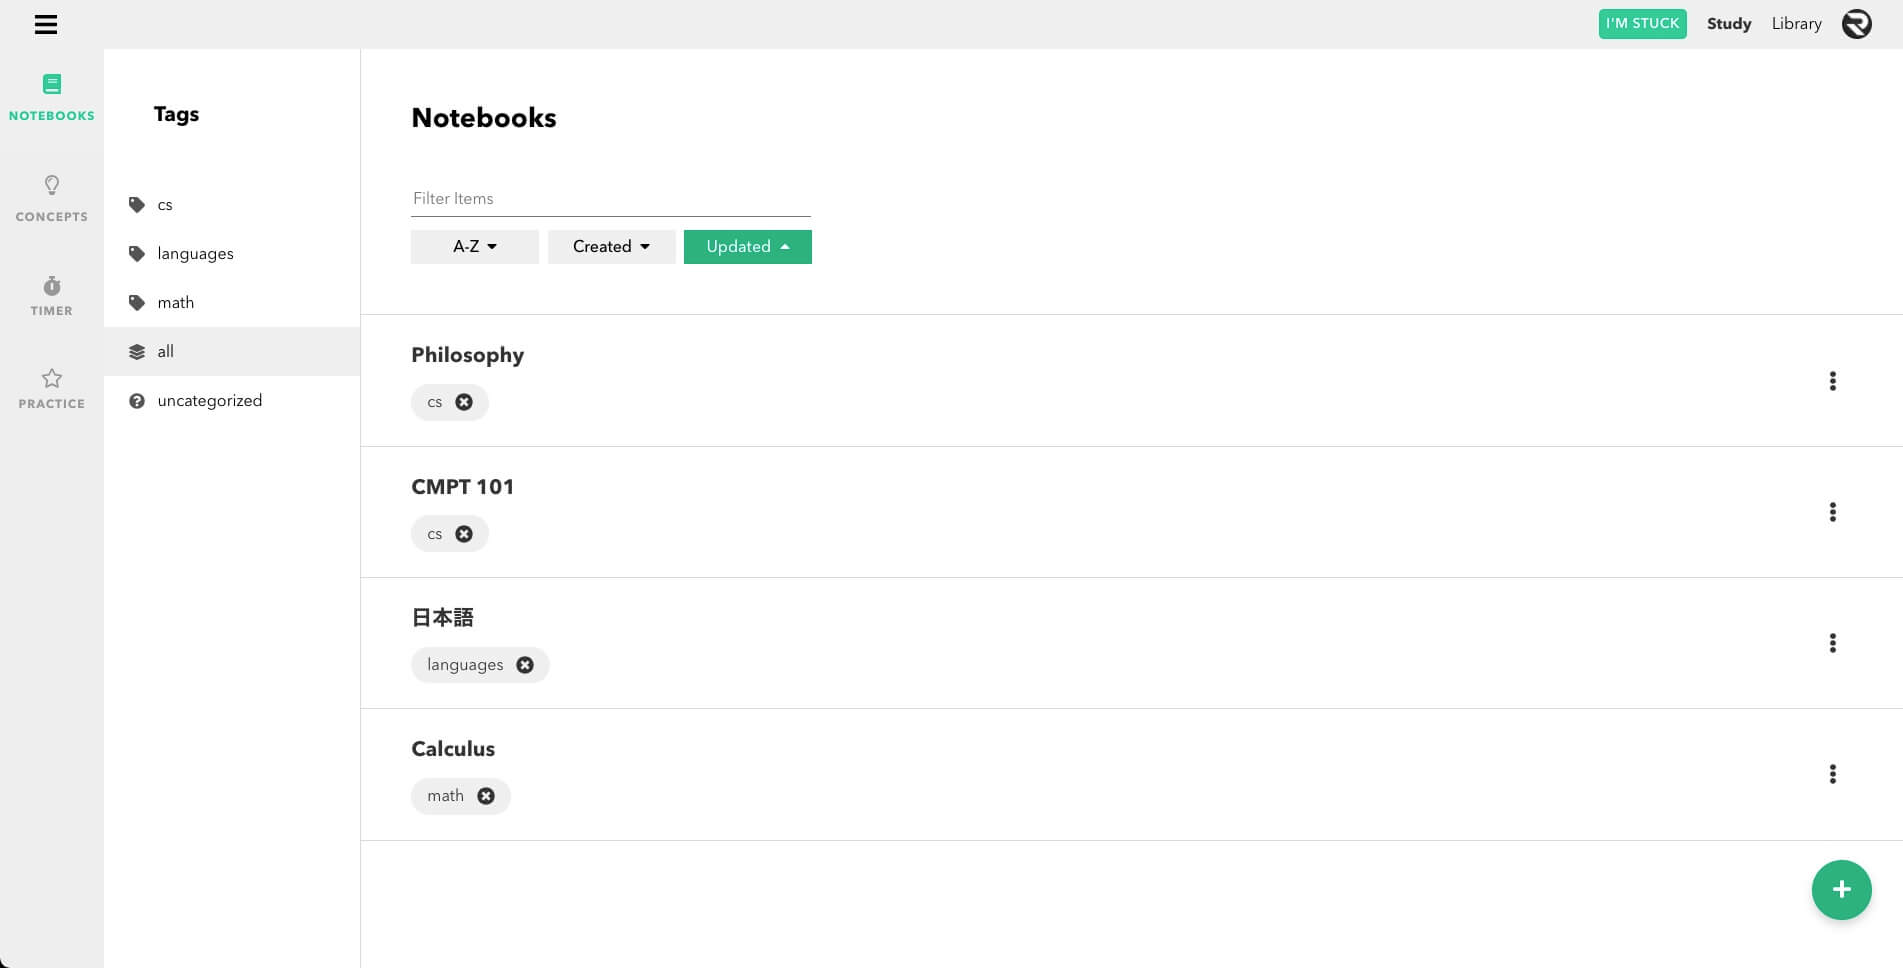 I'M STUCK
Study
Library
NOTEBOOKS
CONCEPTS
TIMER
PRACTICE
Tags
cs
languages
math
all
uncategorized
Notebooks
Filter Items
A-Z
Created
Updated
Philosophy
cs
CMPT 101
cs
日本語
languages
Calculus
math